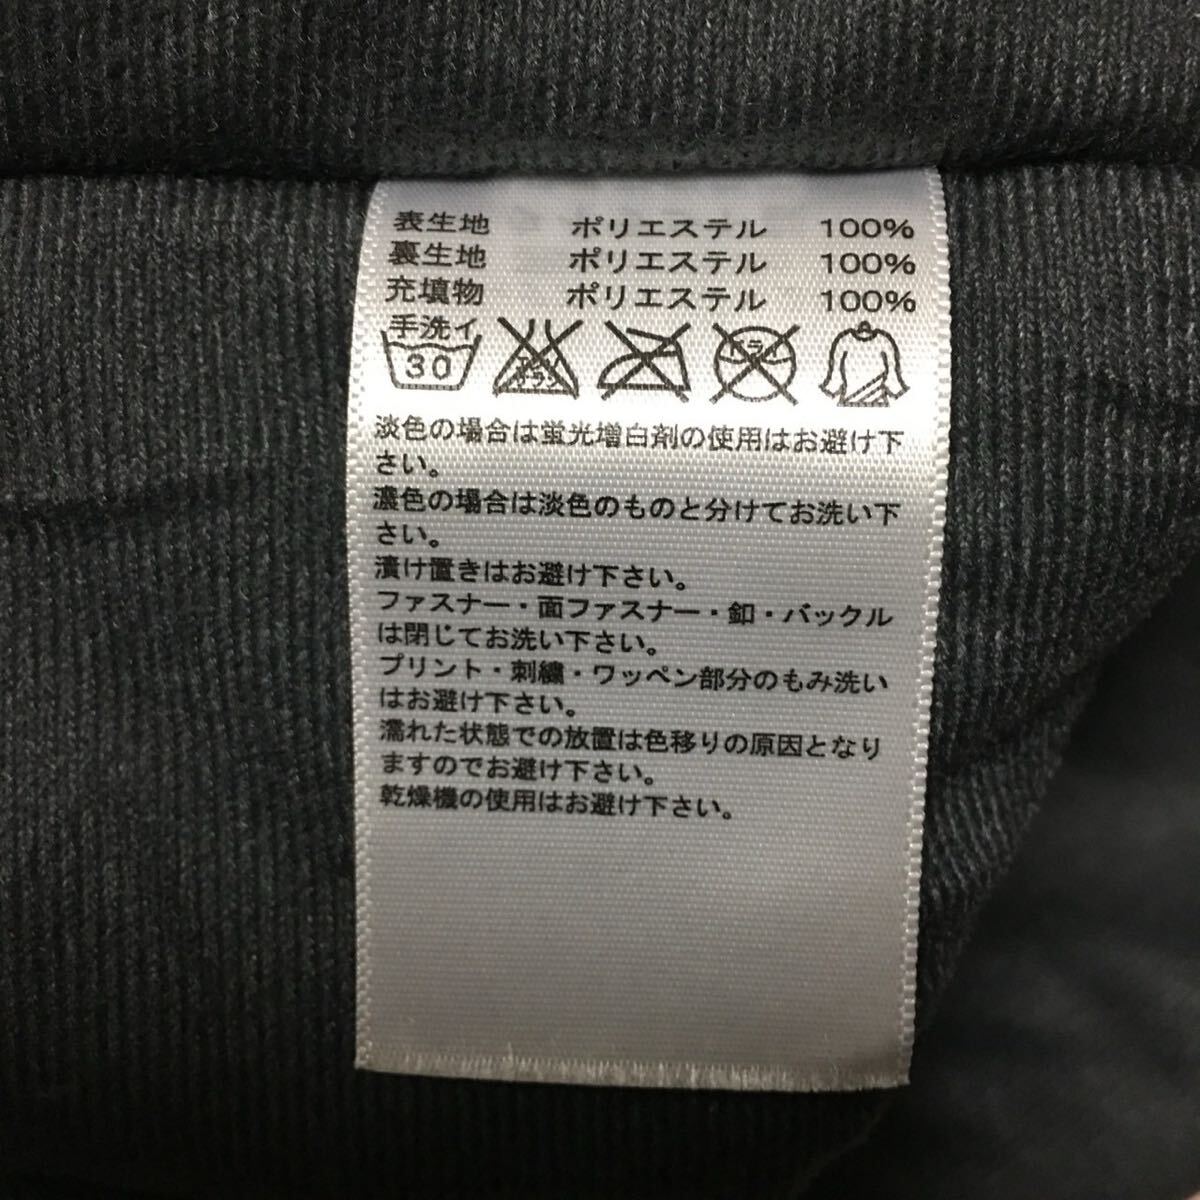 表生地 ポリエステル 100%
裏生地 ポリエステル 100%
充填物 ポリエステル 100%
手洗イ
30
ドライ
淡色の場合は蛍光増白剤の使用はお避け下
さい。
濃色の場合は淡色のものと分けてお洗い下
さい。
漬け置きはお避け下さい。
ファスナー・面ファスナー・釦・バックル
は閉じてお洗い下さい。
プリント・刺繍・ワッペン部分のもみ洗い
はお避け下さい。
濡れた状態での放置は色移りの原因となり
ますのでお避け下さい。
乾燥機の使用はお避け下さい。